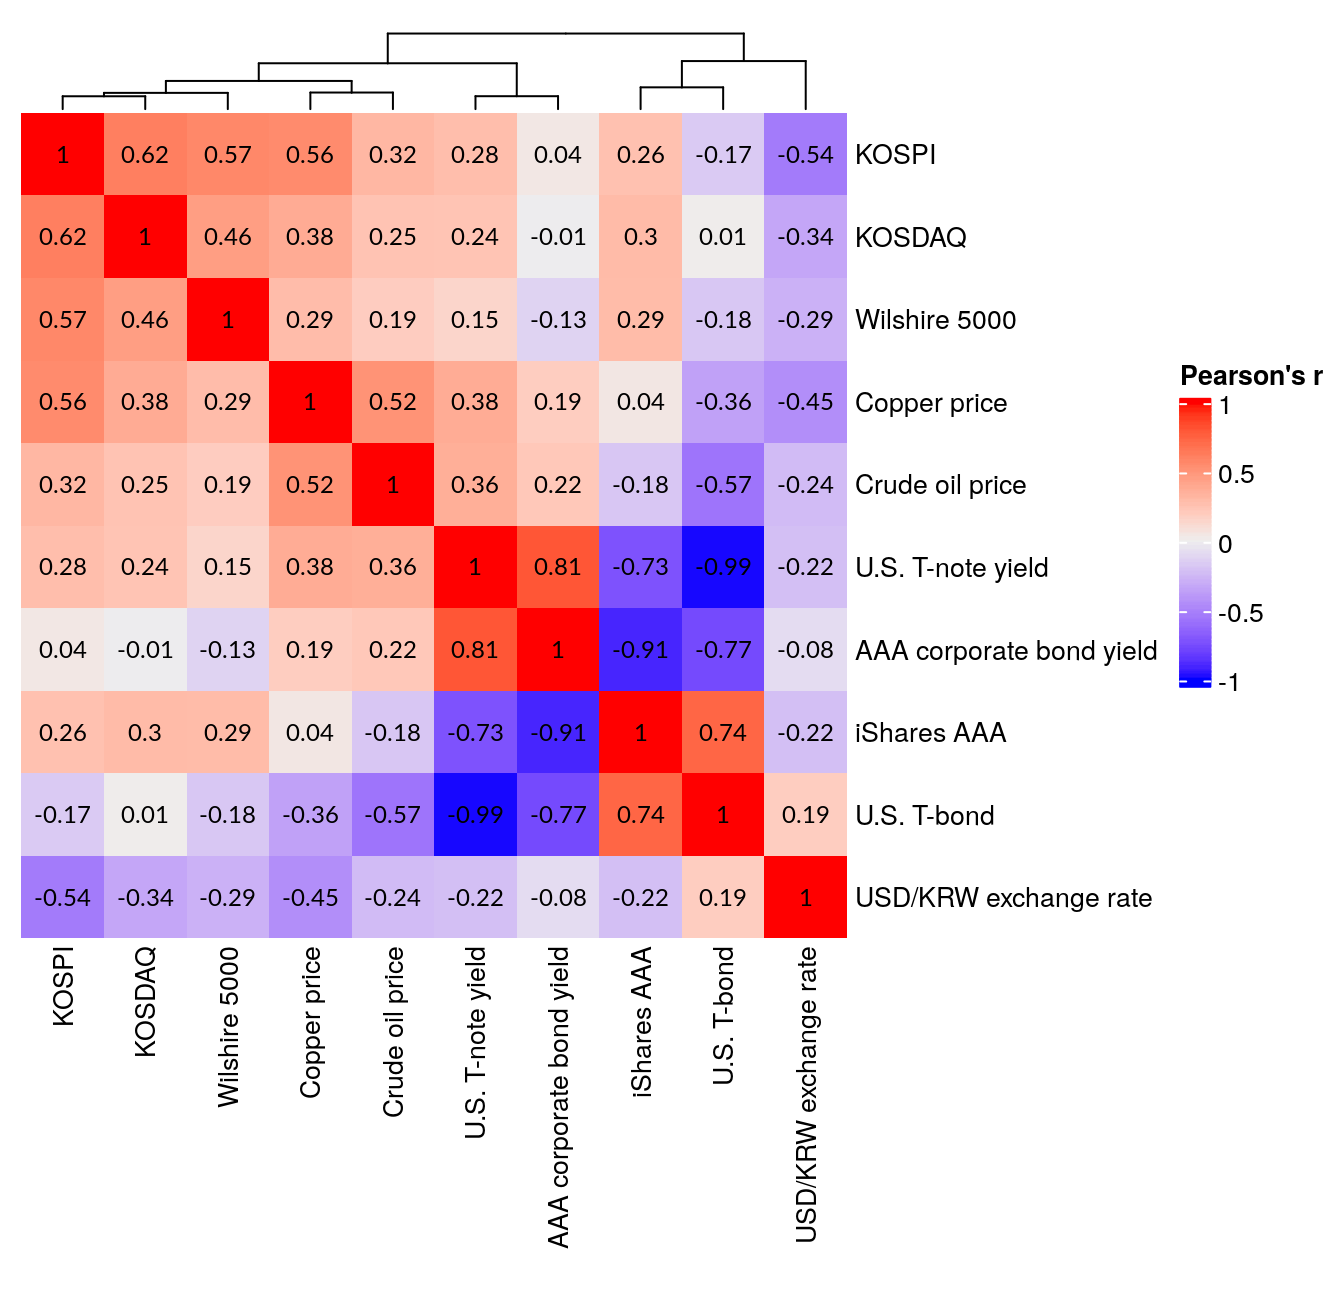 1 0.62 0.57 0.56 0.32 0.28 0.04 0.26 -0.17 -0.54 KOSPI
0.62 1 0.46 0.38 0.25 0.24 -0.01 0.3 0.01 -0.34 KOSDAQ
0.57 0.46 1 0.29 0.19 0.15 -0.13 0.29 -0.18 -0.29 Wilshire 5000
0.56 0.38 0.29 1 0.52 0.38 0.19 0.04 -0.36 -0.45 Copper price
0.32 0.25 0.19 0.52 1 0.36 0.22 -0.18 -0.57 -0.24 Crude oil price
0.28 0.24 0.15 0.38 0.36 1 0.81 -0.73 -0.99 -0.22 U.S. T-note yield
0.04 -0.01 -0.13 0.19 0.22 0.81 1 -0.91 -0.77 -0.08 AAA corporate bond yield
0.26 0.3 0.29 0.04 -0.18 -0.73 -0.91 1 0.74 -0.22 iShares AAA
-0.17 0.01 -0.18 -0.36 -0.57 -0.99 -0.77 0.74 1 0.19 U.S. T-bond
-0.54 -0.34 -0.29 -0.45 -0.24 -0.22 -0.08 -0.22 0.19 1 USD/KRW exchange rate
KOSPI
KOSDAQ
Wilshire 5000
Copper price
Crude oil price
U.S. T-note yield
AAA corporate bond yield
iShares AAA
U.S. T-bond
USD/KRW exchange rate
Pearson's r
1
0.5
0
-0.5
-1